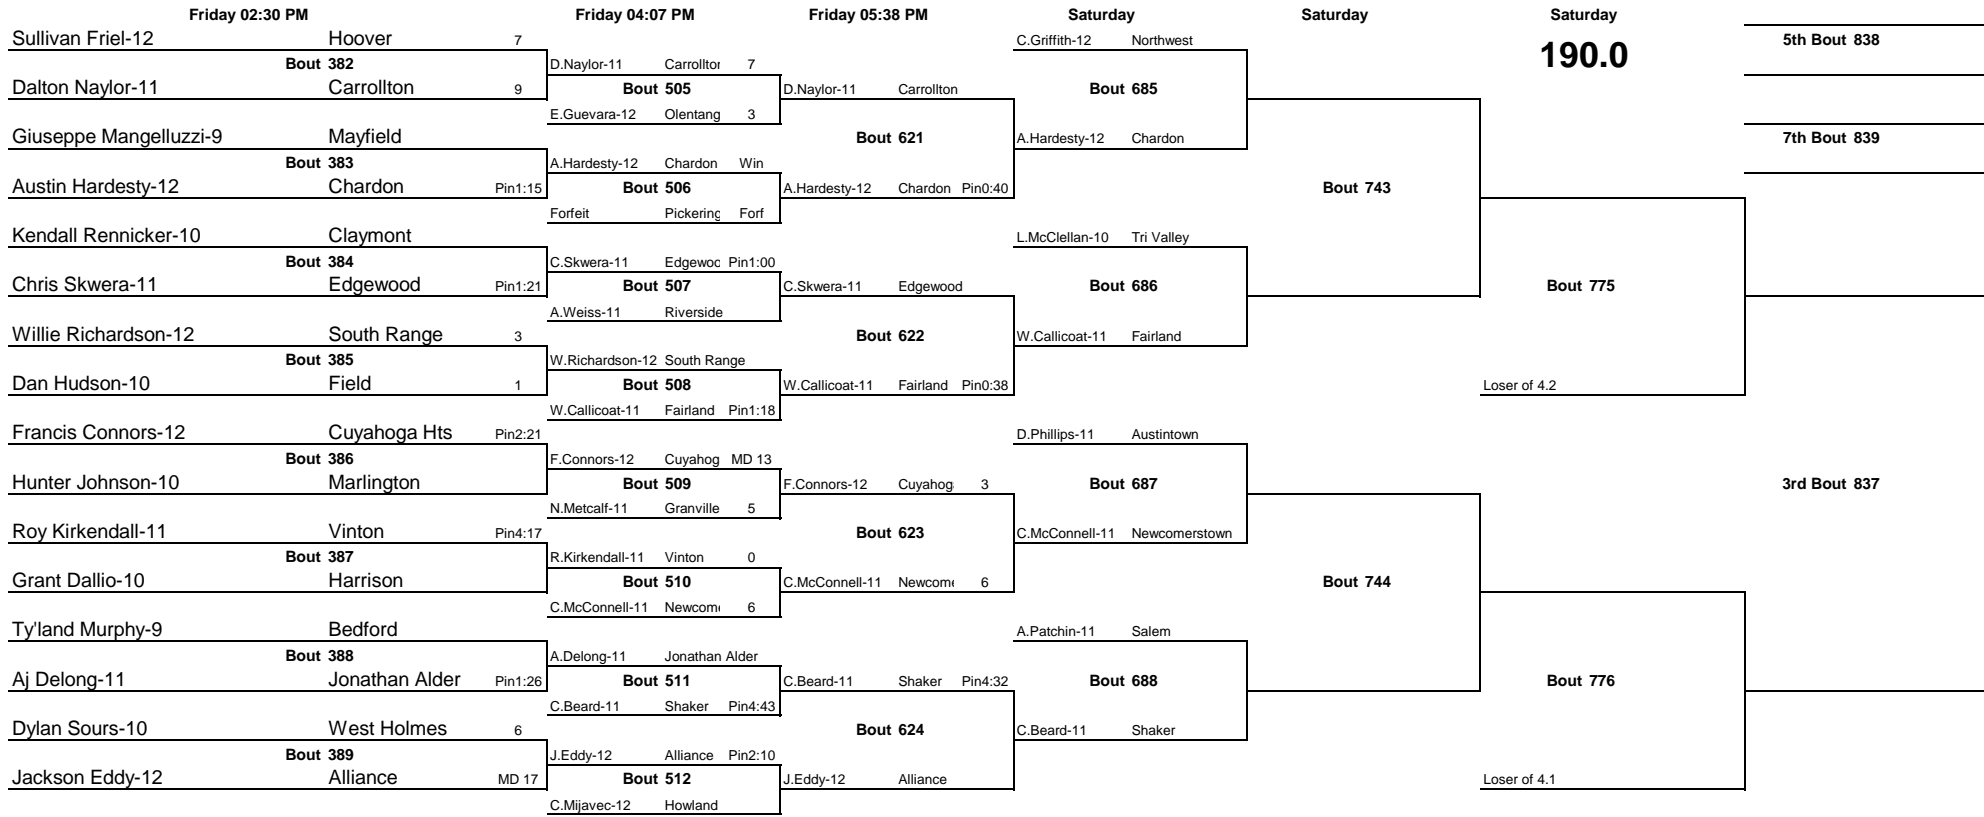 Friday 02:30 PM Friday 04:07 PM Friday 05:38 PM Saturday Saturday Saturday
Sullivan Friel-12 Hoover 7 C.Griffith-12 Northwest 190.0 5th Bout 838
Bout 382 D.Naylor-11 Carrollton 7
Dalton Naylor-11 Carrollton 9 Bout 505 D.Naylor-11 Carrollton Bout 685
E.Guevara-12 Olentang 3
Giuseppe Mangelluzzi-9 Mayfield Bout 621 A.Hardesty-12 Chardon 7th Bout 839
Bout 383 A.Hardesty-12 Chardon Win
Austin Hardesty-12 Chardon Pin1:15 Bout 506 A.Hardesty-12 Chardon Pin0:40 Bout 743
Forfeit Pickering Forf
Kendall Rennicker-10 Claymont L.McClellan-10 Tri Valley
Bout 384 C.Skwera-11 Edgewoo Pin1:00
Chris Skwera-11 Edgewood Pin1:21 Bout 507 C.Skwera-11 Edgewood Bout 686 Bout 775
A.Weiss-11 Riverside
Willie Richardson-12 South Range 3 Bout 622 W.Callicoat-11 Fairland
Bout 385 W.Richardson-12 South Range
Dan Hudson-10 Field 1 Bout 508 W.Callicoat-11 Fairland Pin0:38 Loser of 4.2
W.Callicoat-11 Fairland Pin1:18
Francis Connors-12 Cuyahoga Hts Pin2:21 D.Phillips-11 Austintown
Bout 386 F.Connors-12 Cuyahog MD 13
Hunter Johnson-10 Marlington Bout 509 F.Connors-12 Cuyahog 3 Bout 687 3rd Bout 837
N.Metcalf-11 Granville 5
Roy Kirkendall-11 Vinton Pin4:17 Bout 623 C.McConnell-11 Newcomerstown
Bout 387 R.Kirkendall-11 Vinton 0
Grant Dallio-10 Harrison Bout 510 C.McConnell-11 Newcome 6 Bout 744
C.McConnell-11 Newcome 6
Ty'land Murphy-9 Bedford A.Patchin-11 Salem
Bout 388 A.Delong-11 Jonathan Alder
Aj Delong-11 Jonathan Alder Pin1:26 Bout 511 C.Beard-11 Shaker Pin4:32 Bout 688 Bout 776
C.Beard-11 Shaker Pin4:43
Dylan Sours-10 West Holmes 6 Bout 624 C.Beard-11 Shaker
Bout 389 J.Eddy-12 Alliance Pin2:10
Jackson Eddy-12 Alliance MD 17 Bout 512 J.Eddy-12 Alliance Loser of 4.1
C.Mijavec-12 Howland